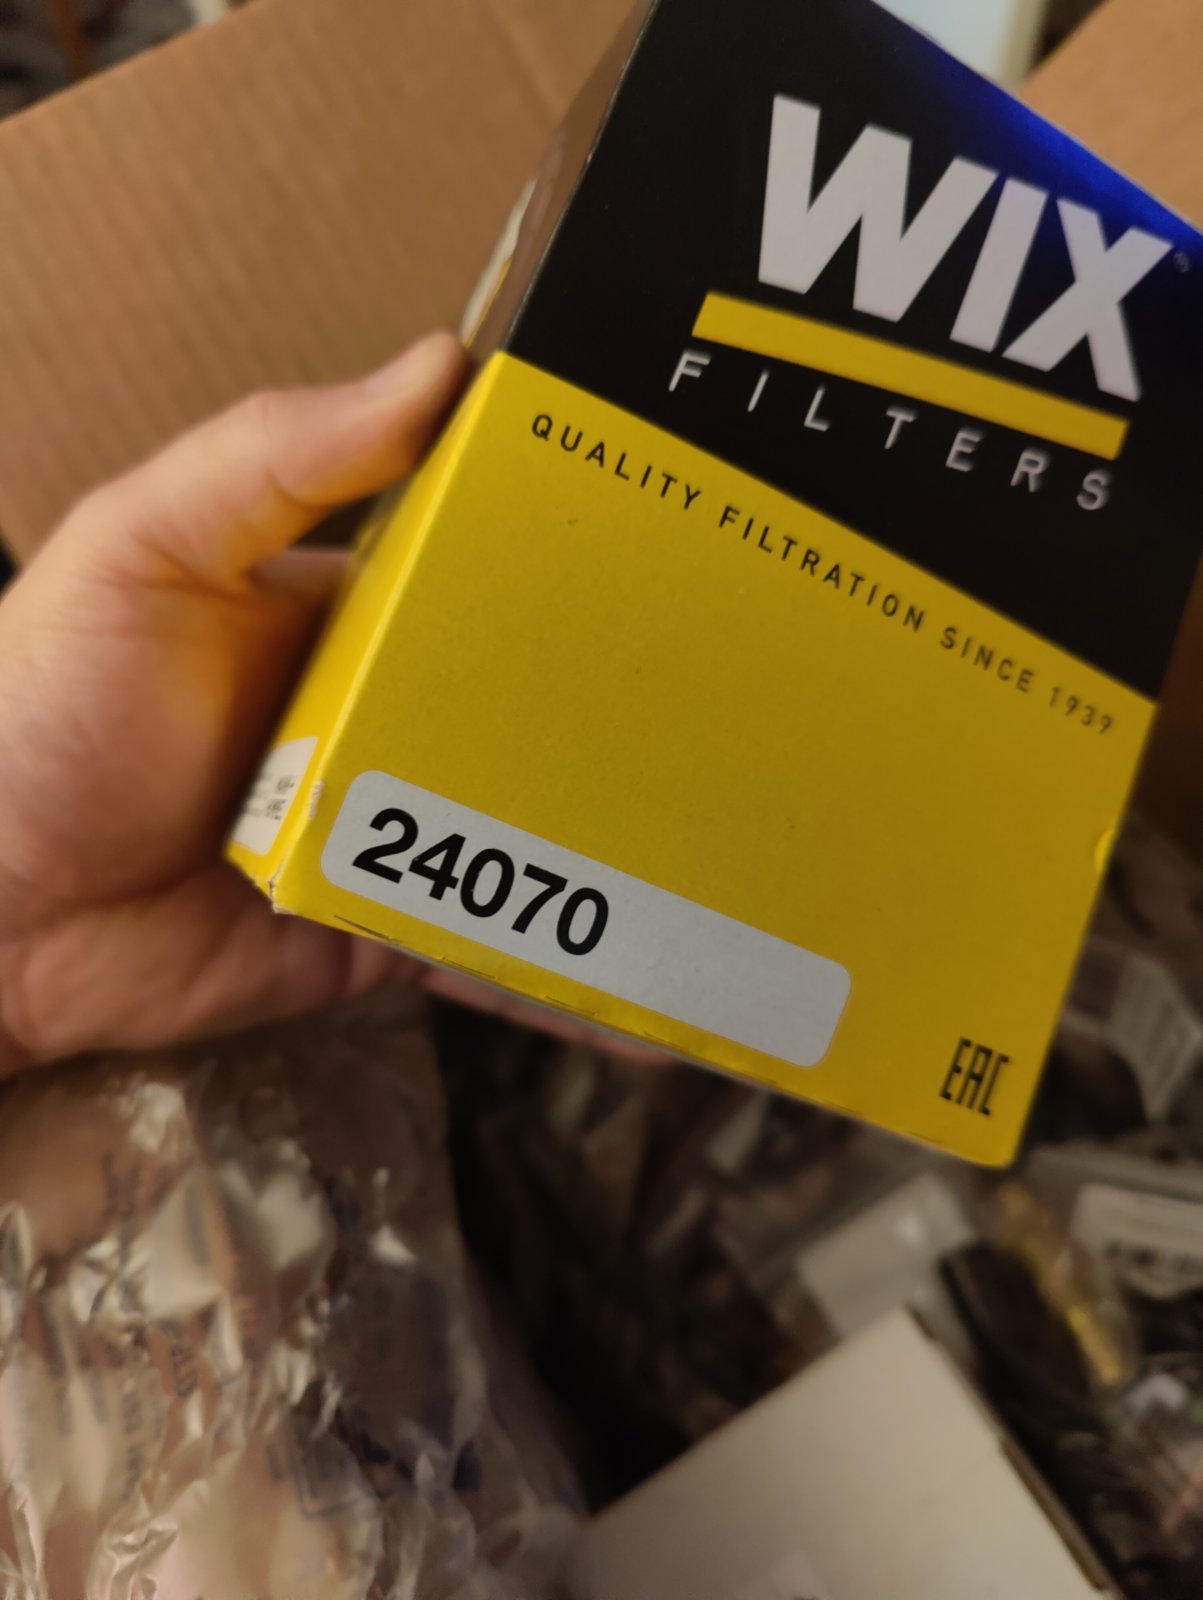 WIX®
FILTERS
QUALITY FILTRATION SINCE 1939
24070
EAC